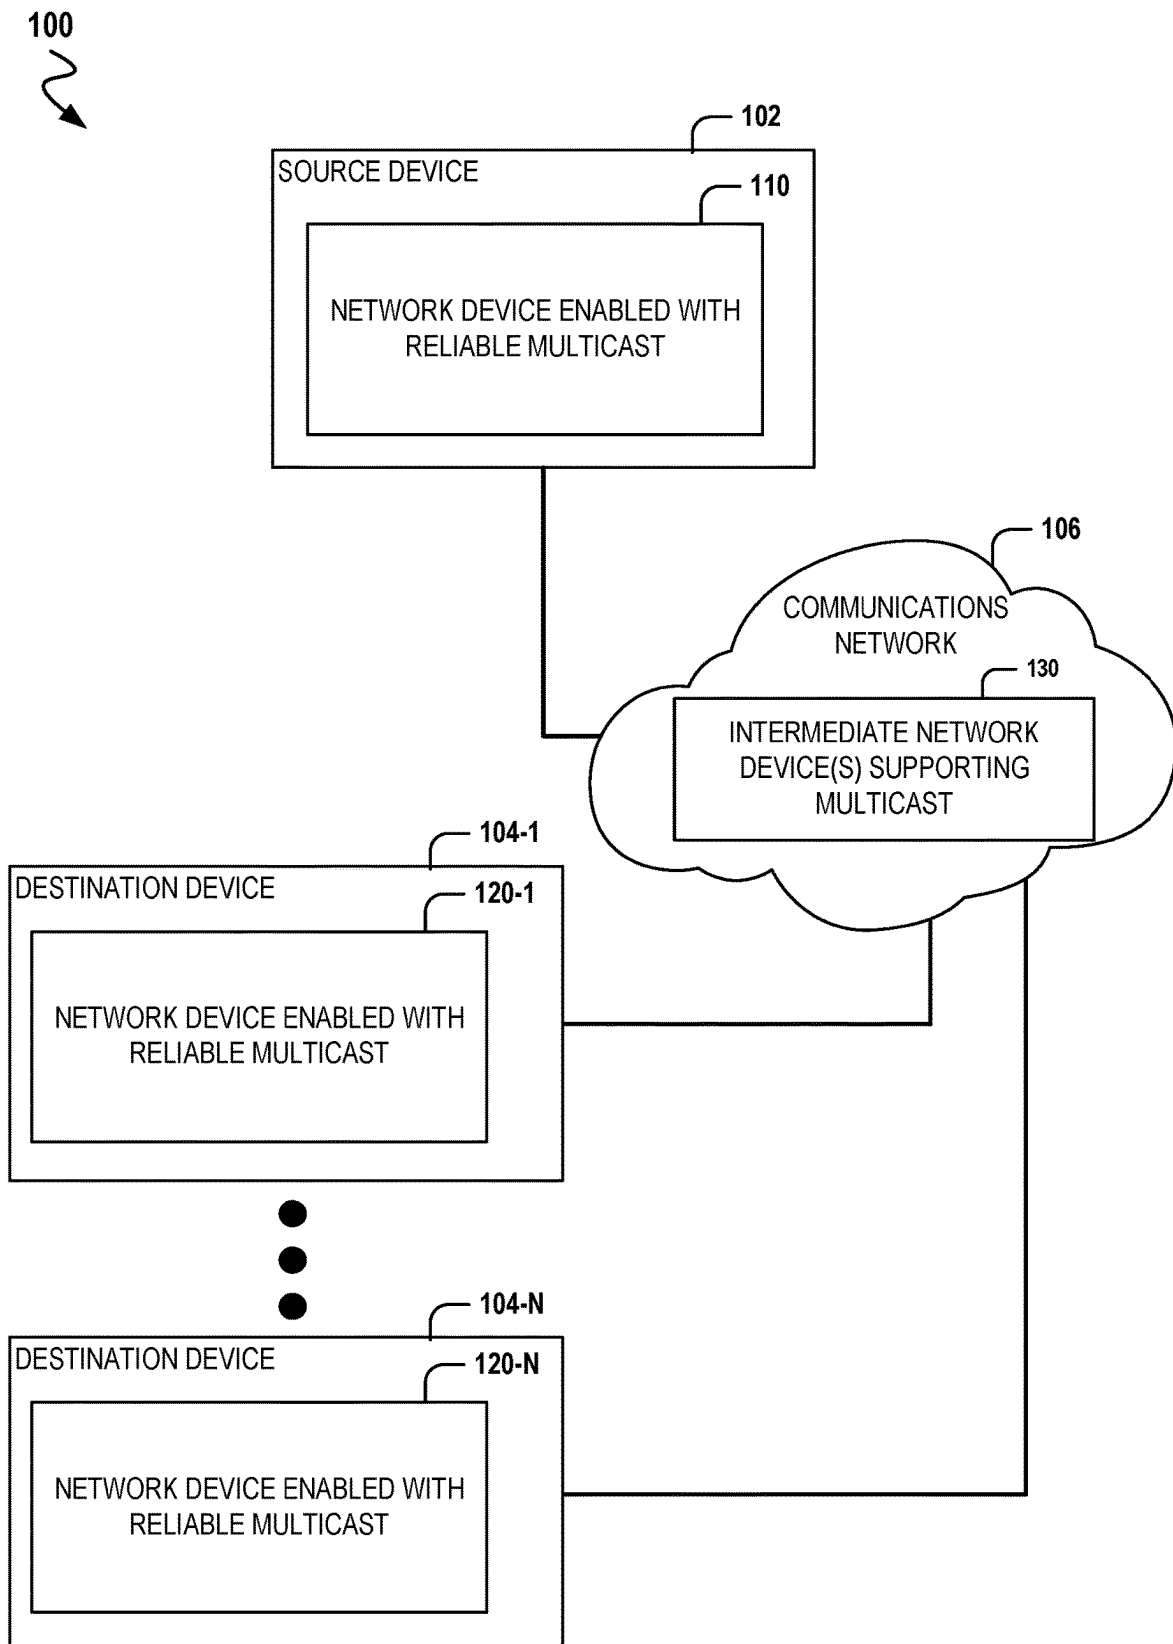 100
102
SOURCE DEVICE
110
NETWORK DEVICE ENABLED WITH
RELIABLE MULTICAST
106
COMMUNICATIONS
NETWORK
130
INTERMEDIATE NETWORK
DEVICE(S) SUPPORTING
MULTICAST
104-1
DESTINATION DEVICE
120-1
NETWORK DEVICE ENABLED WITH
RELIABLE MULTICAST
104-N
DESTINATION DEVICE
120-N
NETWORK DEVICE ENABLED WITH
RELIABLE MULTICAST